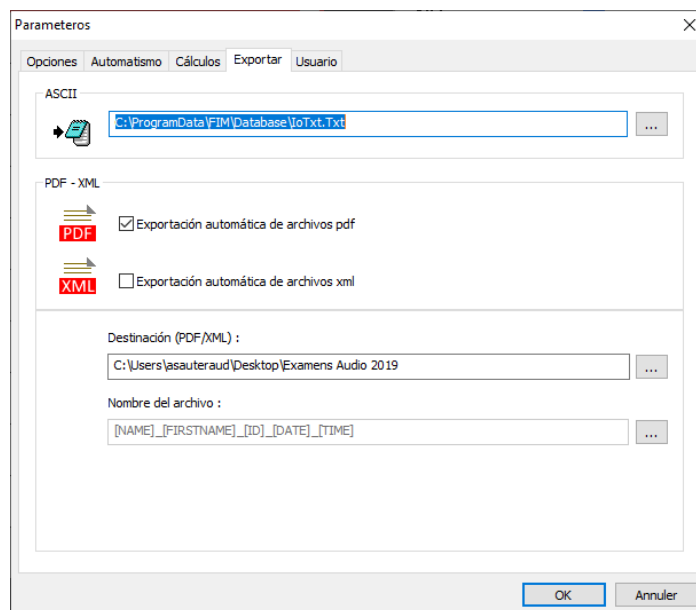 Parameteros
Opciones Automatismo Cálculos Exportar Usuario
ASCII
C:\ProgramData\FIM\Database\IoTxt.Txt
...
PDF - XML
PDF
Exportación automática de archivos pdf
XML
Exportación automática de archivos xml
Destinación (PDF/XML) :
C:\Users\asauteraud\Desktop\Examens Audio 2019
...
Nombre del archivo :
[NAME]_[FIRSTNAME]_[ID]_[DATE]_[TIME]
...
OK Annuler